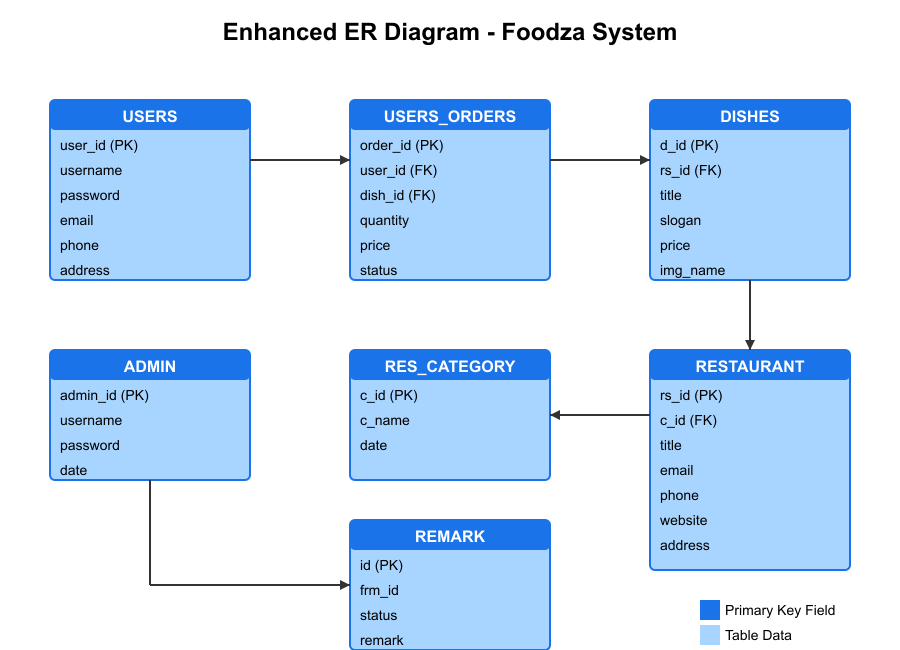 Enhanced ER Diagram - Foodza System
USERS
user_id (PK)
username
password
email
phone
address
USERS_ORDERS
order_id (PK)
user_id (FK)
dish_id (FK)
quantity
price
status
DISHES
d_id (PK)
rs_id (FK)
title
slogan
price
img_name
ADMIN
admin_id (PK)
username
password
date
RES_CATEGORY
c_id (PK)
c_name
date
RESTAURANT
rs_id (PK)
c_id (FK)
title
email
phone
website
address
REMARK
id (PK)
frm_id
status
remark
Primary Key Field
Table Data